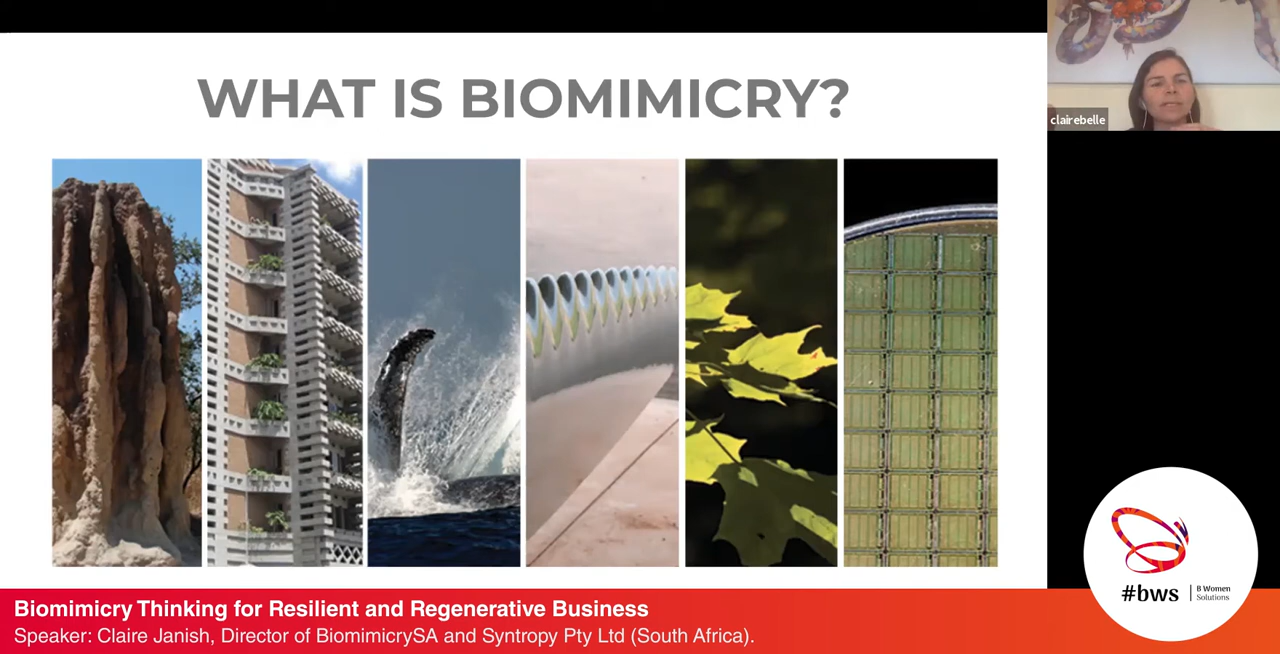 WHAT IS BIOMIMICRY?
clairebelle
#bws
B Women
Solutions
Biomimicry Thinking for Resilient and Regenerative Business
Speaker: Claire Janish, Director of BiomimicrySA and Syntropy Pty Ltd (South Africa).